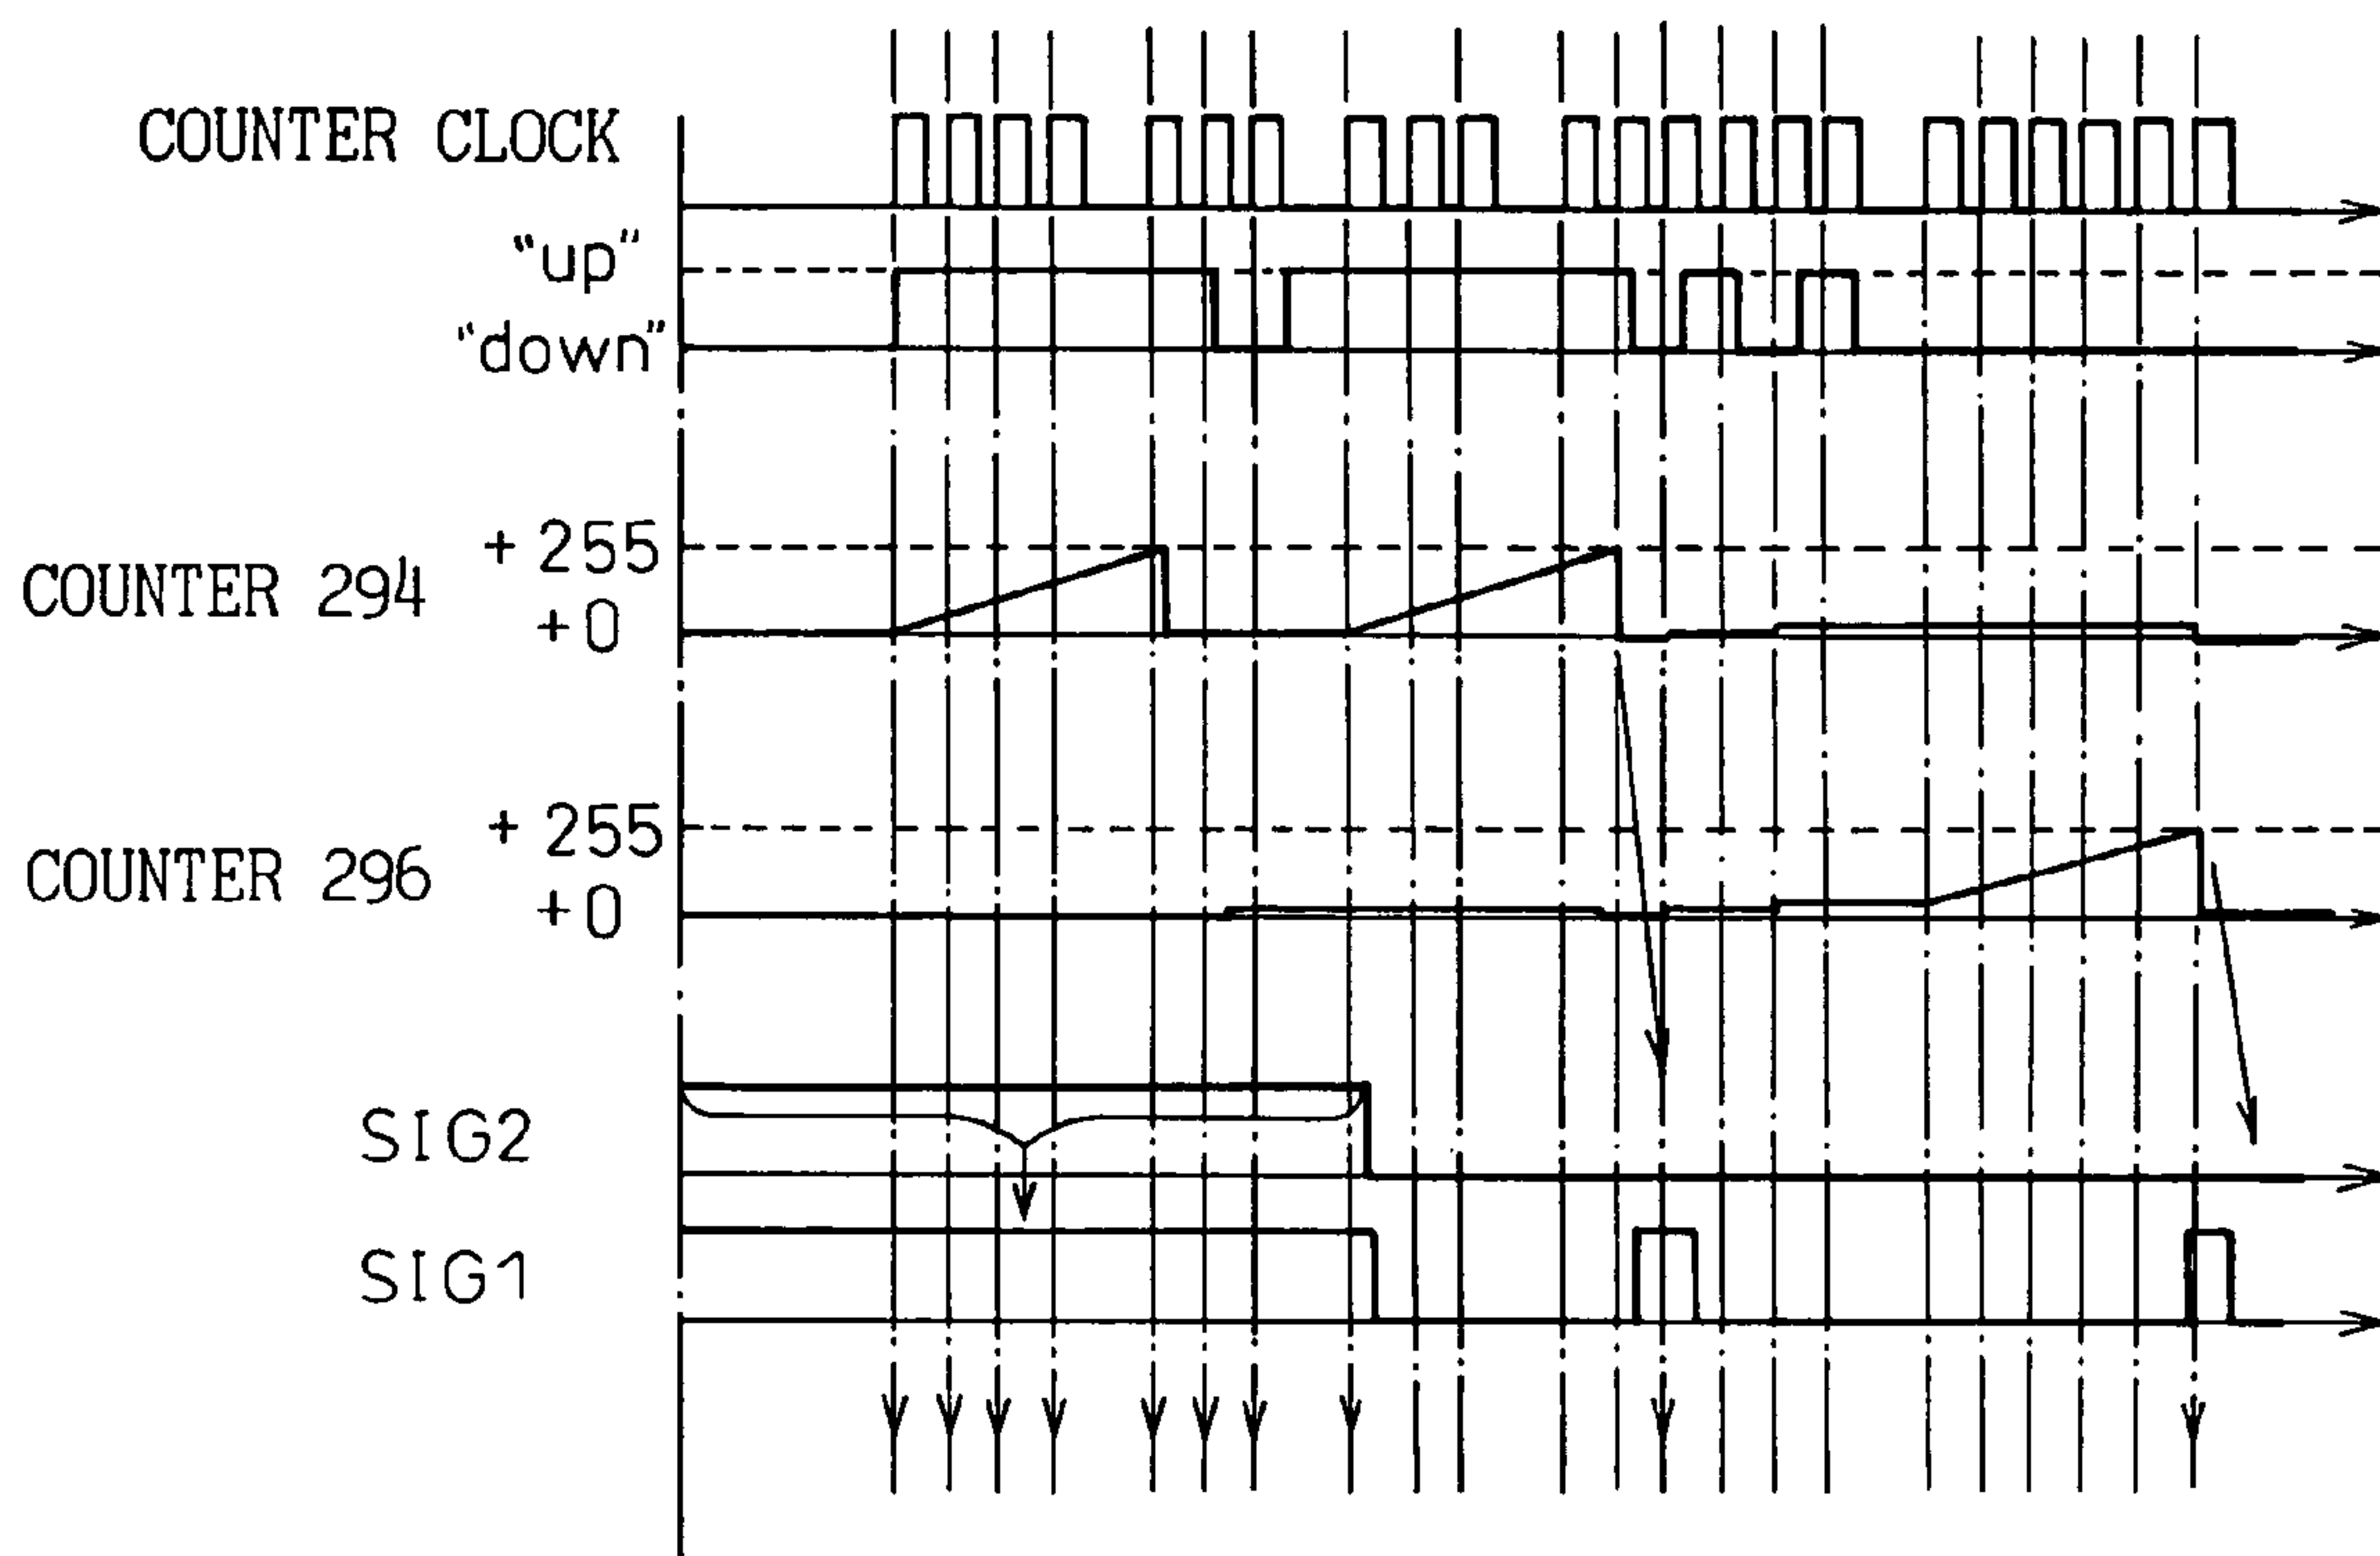 COUNTER CLOCK
"up"
"down"
+ 255
COUNTER 294
+ 0
+ 255
COUNTER 296
+ 0
SIG2
SIG1